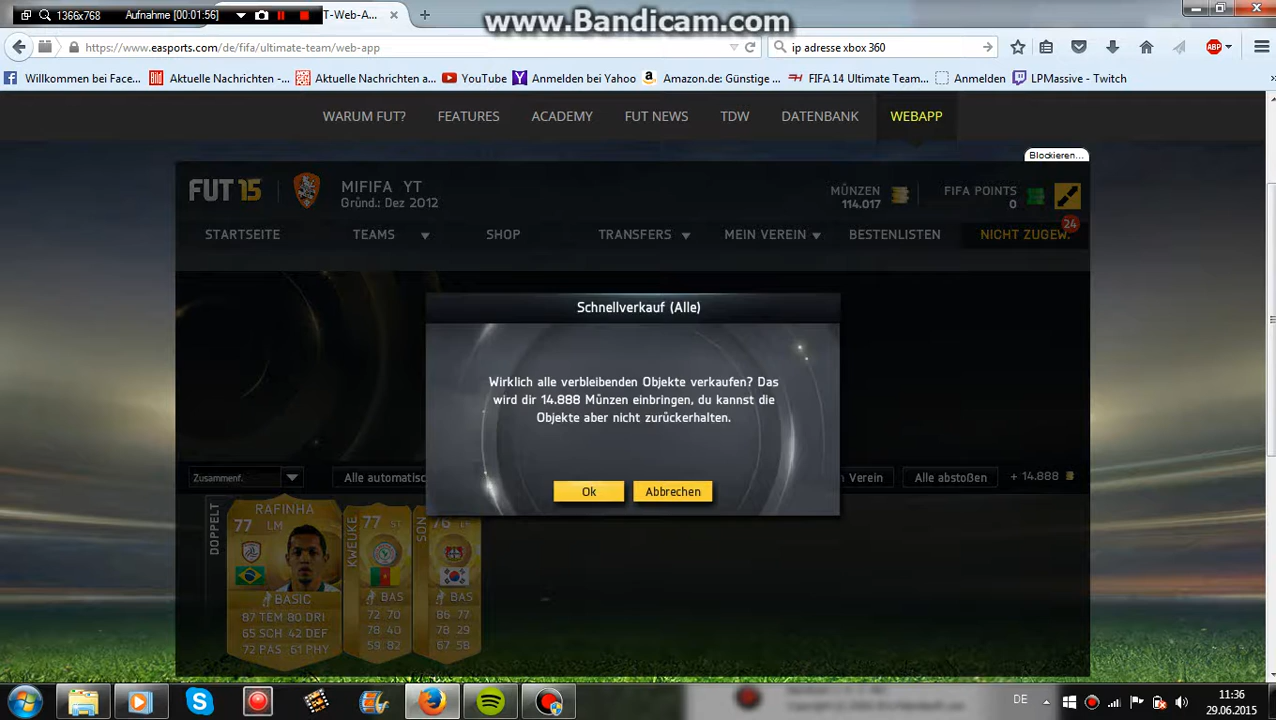 1366x768 Aufnahme [00:01:56] T-Web-A...
www.Bandicam.com
https://www.easports.com/de/fifa/ultimate-team/web-app ip adresse xbox 360 ABP
Willkommen bei Face... Aktuelle Nachrichten -... Aktuelle Nachrichten a... YouTube Anmelden bei Yahoo Amazon.de: Günstige ... FIFA 14 Ultimate Team... Anmelden LPMassive - Twitch
WARUM FUT? FEATURES ACADEMY FUT NEWS TDW DATENBANK WEBAPP
Blockieren...
FUT 15 MIFIFA YT
Gründ.: Dez 2012
MÜNZEN
114.017
FIFA POINTS
0
24
STARTSEITE TEAMS SHOP TRANSFERS MEIN VEREIN BESTENLISTEN NICHT ZUGEW.
Schnellverkauf (Alle)
Wirklich alle verbleibenden Objekte verkaufen? Das
wird dir 14.888 Münzen einbringen, du kannst die
Objekte aber nicht zurückerhalten.
Ok Abbrechen
Zusammenf. Alle automatisc Verein Alle abstoßen + 14.888
DOPPELT
RAFINHA
77 LM
BASIC
87 TEM 80 DRI
65 SCH 42 DEF
72 PAS 61 PHY
KWEUKE
77 ST
BAS
72 70
78 40
59 82
SON
BAS
86 77
78 29
67 58
DE
11:36
29.06.2015